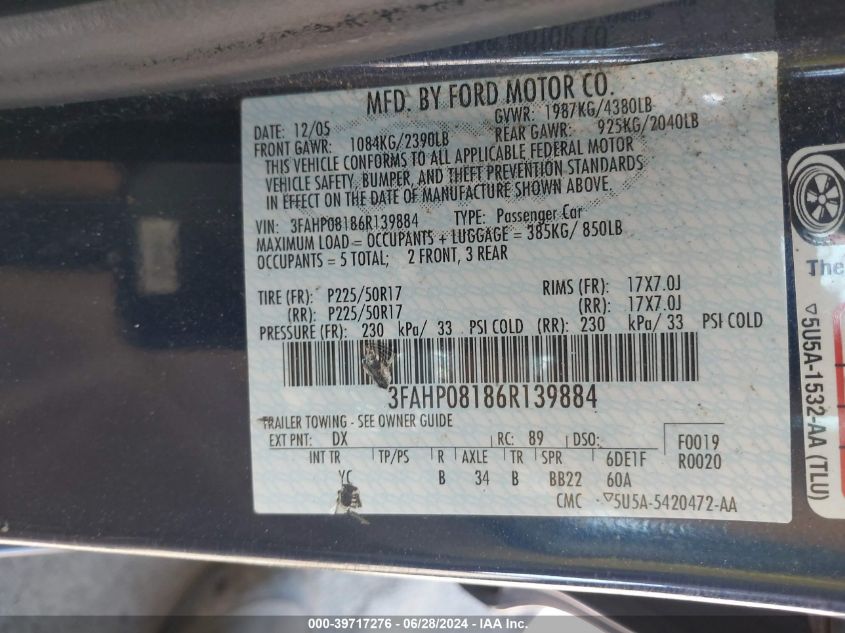 MFD. BY FORD MOTOR CO.
DATE: 12/05 GVWR: 1987KG/4380LB
FRONT GAWR: 1084KG/2390LB REAR GAWR: 925KG/2040LB
THIS VEHICLE CONFORMS TO ALL APPLICABLE FEDERAL MOTOR
VEHICLE SAFETY, BUMPER, AND THEFT PREVENTION STANDARDS
IN EFFECT ON THE DATE OF MANUFACTURE SHOWN ABOVE.
VIN: 3FAHP08186R139884 TYPE: Passenger Car
MAXIMUM LOAD = OCCUPANTS + LUGGAGE = 385KG/ 850LB
OCCUPANTS = 5 TOTAL; 2 FRONT, 3 REAR
TIRE (FR): P225/50R17 RIMS (FR): 17X7.0J
(RR): P225/50R17 (RR): 17X7.0J
PRESSURE (FR): 230 kPa/ 33 PSI COLD (RR): 230 kPa/ 33 PSI COLD
3FAHP08186R139884
TRAILER TOWING - SEE OWNER GUIDE
EXT PNT: DX RC: 89 DSO: F0019
INT TR TP/PS R AXLE TR SPR 6DE1F R0020
YC B 34 B BB22 60A
CMC ▽5U5A-5420472-AA
The
▽5U5A-1532-AA (TLU)
000-39717276 - 06/28/2024 - IAA Inc.